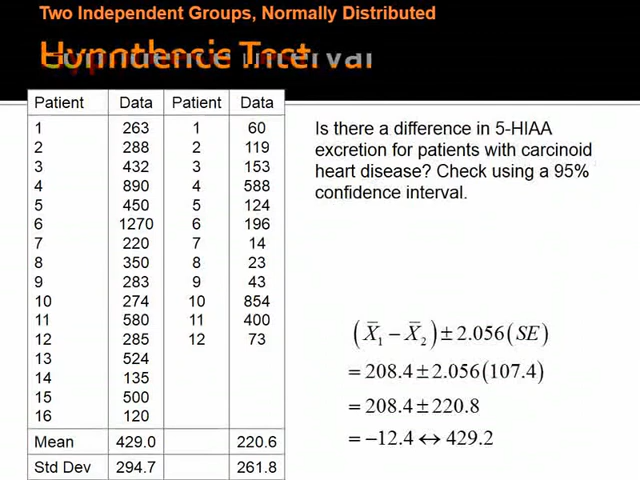 Two Independent Groups, Normally Distributed
Patient Data Patient Data
1 263 1 60
2 288 2 119
3 432 3 153
4 890 4 588
5 450 5 124
6 1270 6 196
7 220 7 14
8 350 8 23
9 283 9 43
10 274 10 854
11 580 11 400
12 285 12 73
13 524
14 135
15 500
16 120
Mean 429.0 220.6
Std Dev 294.7 261.8
Is there a difference in 5-HIAA
excretion for patients with carcinoid
heart disease? Check using a 95%
confidence interval.
(X̅₁ − X̅₂) ± 2.056(SE)
= 208.4 ± 2.056(107.4)
= 208.4 ± 220.8
= −12.4 ↔ 429.2